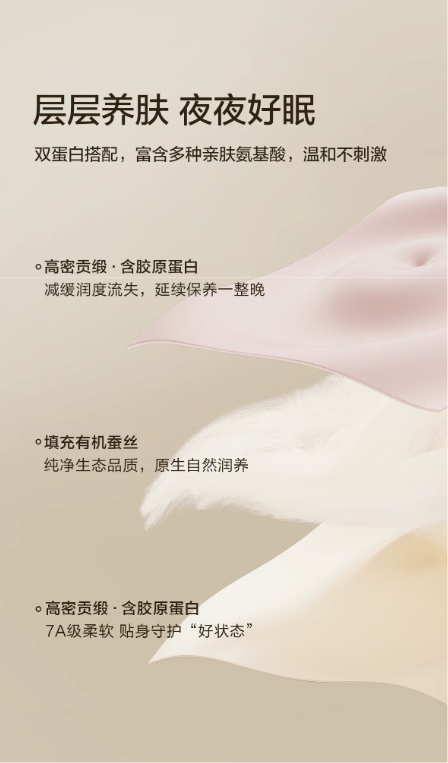 层层养肤 夜夜好眠
双蛋白搭配，富含多种亲肤氨基酸，温和不刺激
高密贡缎·含胶原蛋白
减缓润度流失，延续保养一整晚
填充有机蚕丝
纯净生态品质，原生自然润养
高密贡缎·含胶原蛋白
7A级柔软 贴身守护“好状态”